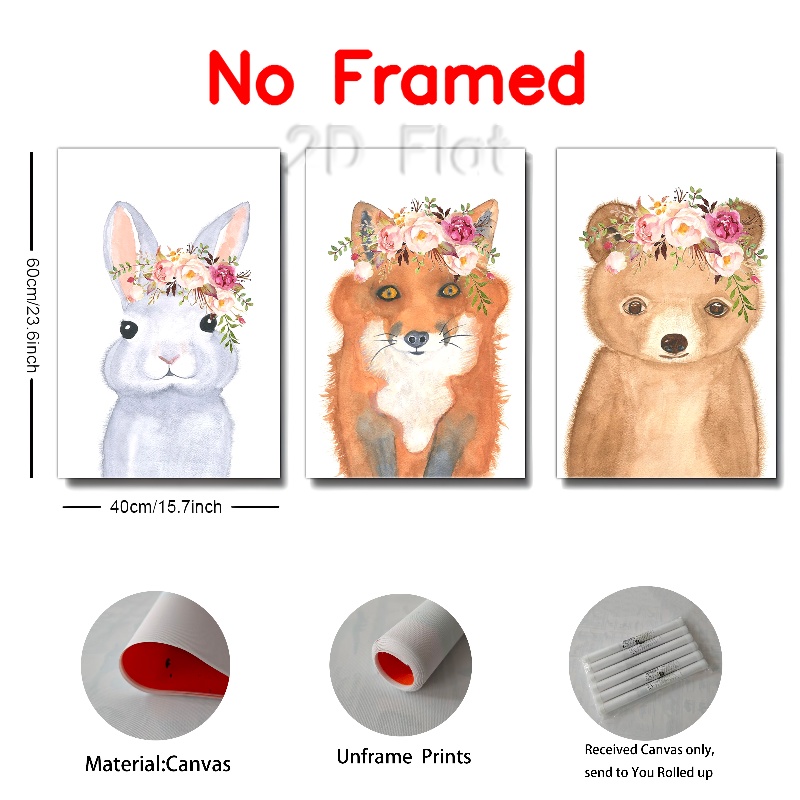 No Framed
2D Flat
60cm/23.6inch
40cm/15.7inch
Material:Canvas
Unframe Prints
Received Canvas only,
send to You Rolled up